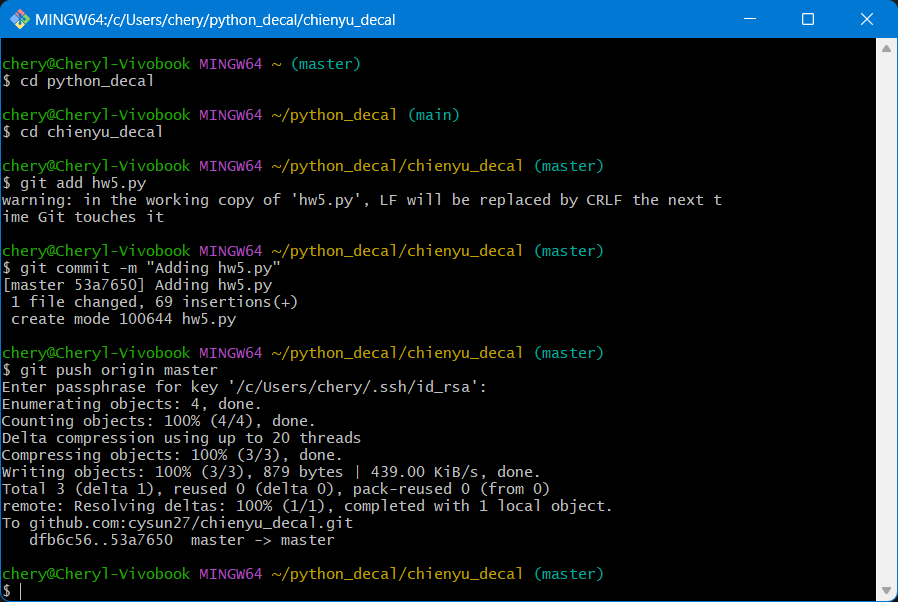 MINGW64:/c/Users/chery/python_decal/chienyu_decal
chery@Cheryl-Vivobook MINGW64 ~ (master)
$ cd python_decal
chery@Cheryl-Vivobook MINGW64 ~/python_decal (main)
$ cd chienyu_decal
chery@Cheryl-Vivobook MINGW64 ~/python_decal/chienyu_decal (master)
$ git add hw5.py
warning: in the working copy of 'hw5.py', LF will be replaced by CRLF the next t
ime Git touches it
chery@Cheryl-Vivobook MINGW64 ~/python_decal/chienyu_decal (master)
$ git commit -m "Adding hw5.py"
[master 53a7650] Adding hw5.py
 1 file changed, 69 insertions(+)
 create mode 100644 hw5.py
chery@Cheryl-Vivobook MINGW64 ~/python_decal/chienyu_decal (master)
$ git push origin master
Enter passphrase for key '/c/Users/chery/.ssh/id_rsa':
Enumerating objects: 4, done.
Counting objects: 100% (4/4), done.
Delta compression using up to 20 threads
Compressing objects: 100% (3/3), done.
Writing objects: 100% (3/3), 879 bytes | 439.00 KiB/s, done.
Total 3 (delta 1), reused 0 (delta 0), pack-reused 0 (from 0)
remote: Resolving deltas: 100% (1/1), completed with 1 local object.
To github.com:cysun27/chienyu_decal.git
   dfb6c56..53a7650  master -> master
chery@Cheryl-Vivobook MINGW64 ~/python_decal/chienyu_decal (master)
$